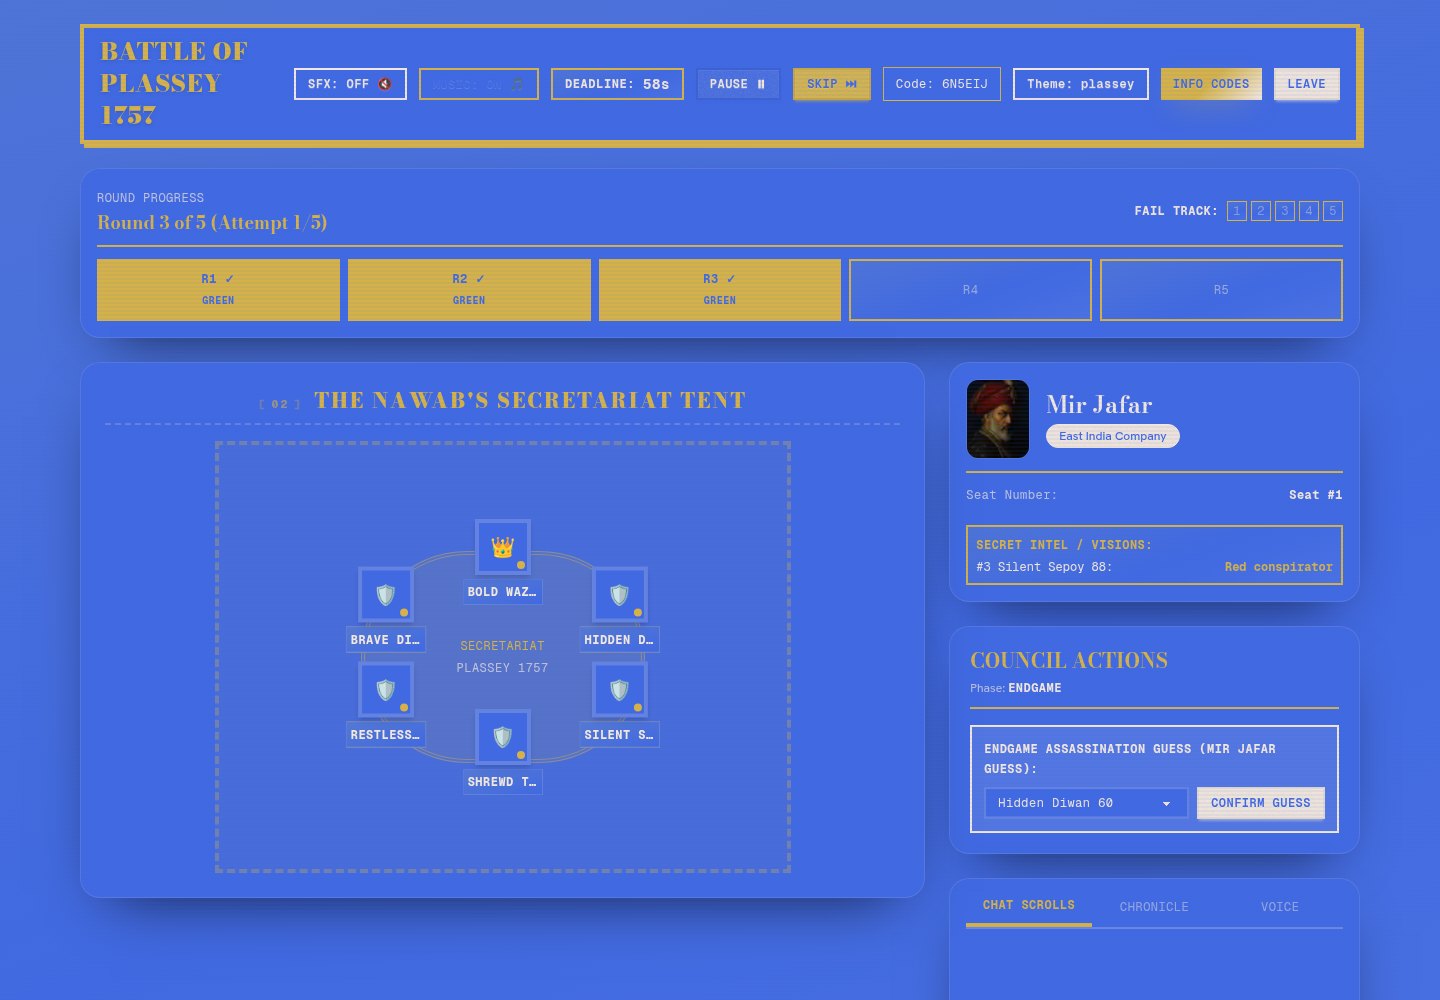 BATTLE OF
PLASSEY
1757
SFX: OFF 🔇
MUSIC: ON 🎵
DEADLINE: 58s
PAUSE ⏸
SKIP ⏭
Code: 6N5EIJ
Theme: plassey
INFO CODES
LEAVE
ROUND PROGRESS
Round 3 of 5 (Attempt 1/5)
FAIL TRACK: 1 2 3 4 5
R1 ✓
GREEN
R2 ✓
GREEN
R3 ✓
GREEN
R4
R5
[ 02 ] THE NAWAB'S SECRETARIAT TENT
BOLD WAZ…
BRAVE DI…
HIDDEN D…
SECRETARIAT
PLASSEY 1757
RESTLESS…
SILENT S…
SHREWD T…
Mir Jafar
East India Company
Seat Number: Seat #1
SECRET INTEL / VISIONS:
#3 Silent Sepoy 88: Red conspirator
COUNCIL ACTIONS
Phase: ENDGAME
ENDGAME ASSASSINATION GUESS (MIR JAFAR
GUESS):
Hidden Diwan 60
CONFIRM GUESS
CHAT SCROLLS
CHRONICLE
VOICE